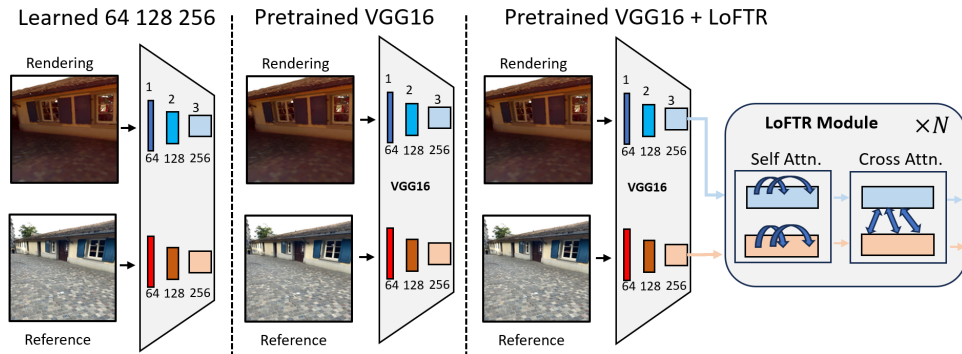 Learned 64 128 256
Rendering
1
2
3
64 128 256
64 128 256
Reference
Pretrained VGG16
Rendering
1
2
3
64 128 256
VGG16
64 128 256
Reference
Pretrained VGG16 + LoFTR
Rendering
1
2
3
64 128 256
VGG16
64 128 256
Reference
LoFTR Module ×N
Self Attn. Cross Attn.